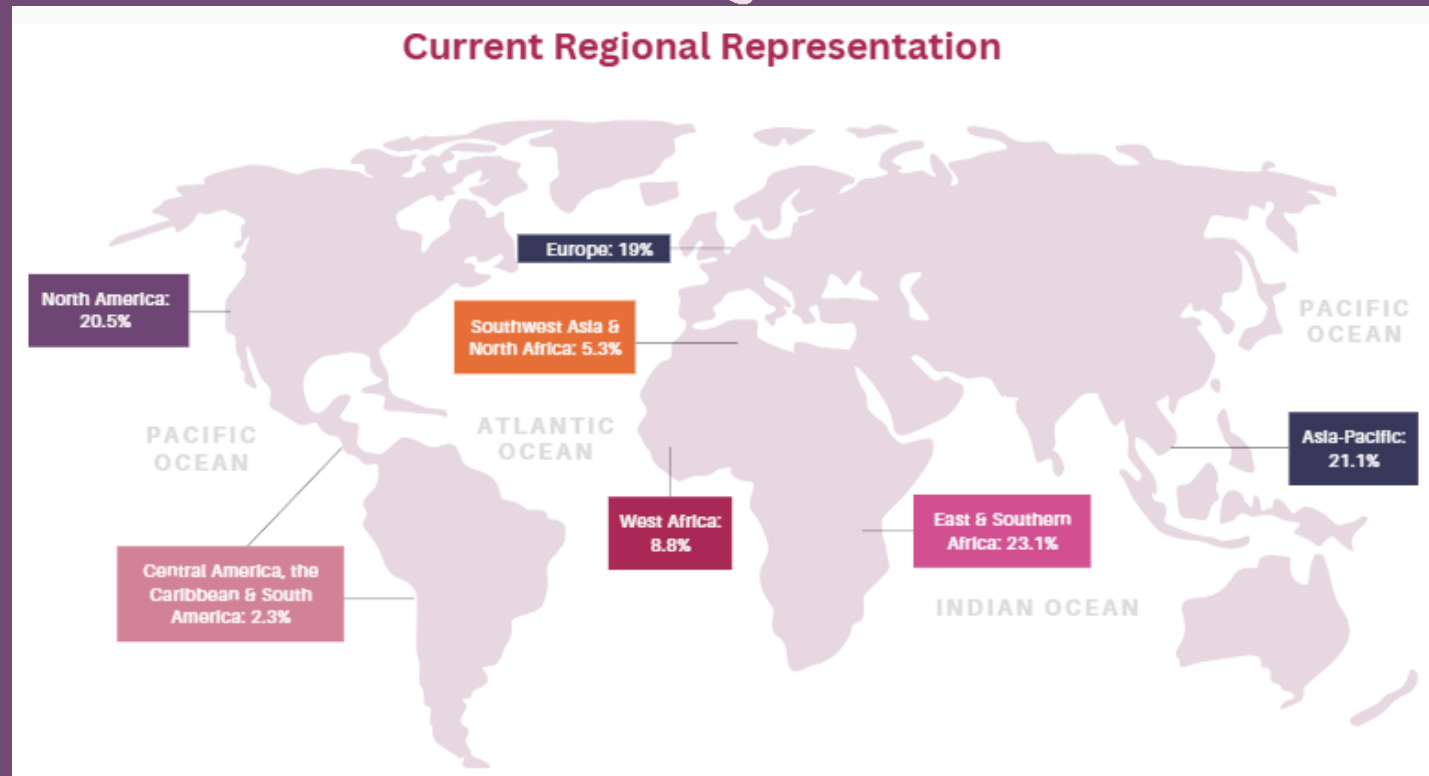 Current Regional Representation
Europe: 19%
North America:
20.5%
Southwest Asia &
North Africa: 5.3%
PACIFIC
OCEAN
PACIFIC
OCEAN
ATLANTIC
OCEAN
Asia-Pacific:
21.1%
West Africa:
8.8%
East & Southern
Africa: 23.1%
Central America, the
Caribbean & South
America: 2.3%
INDIAN OCEAN